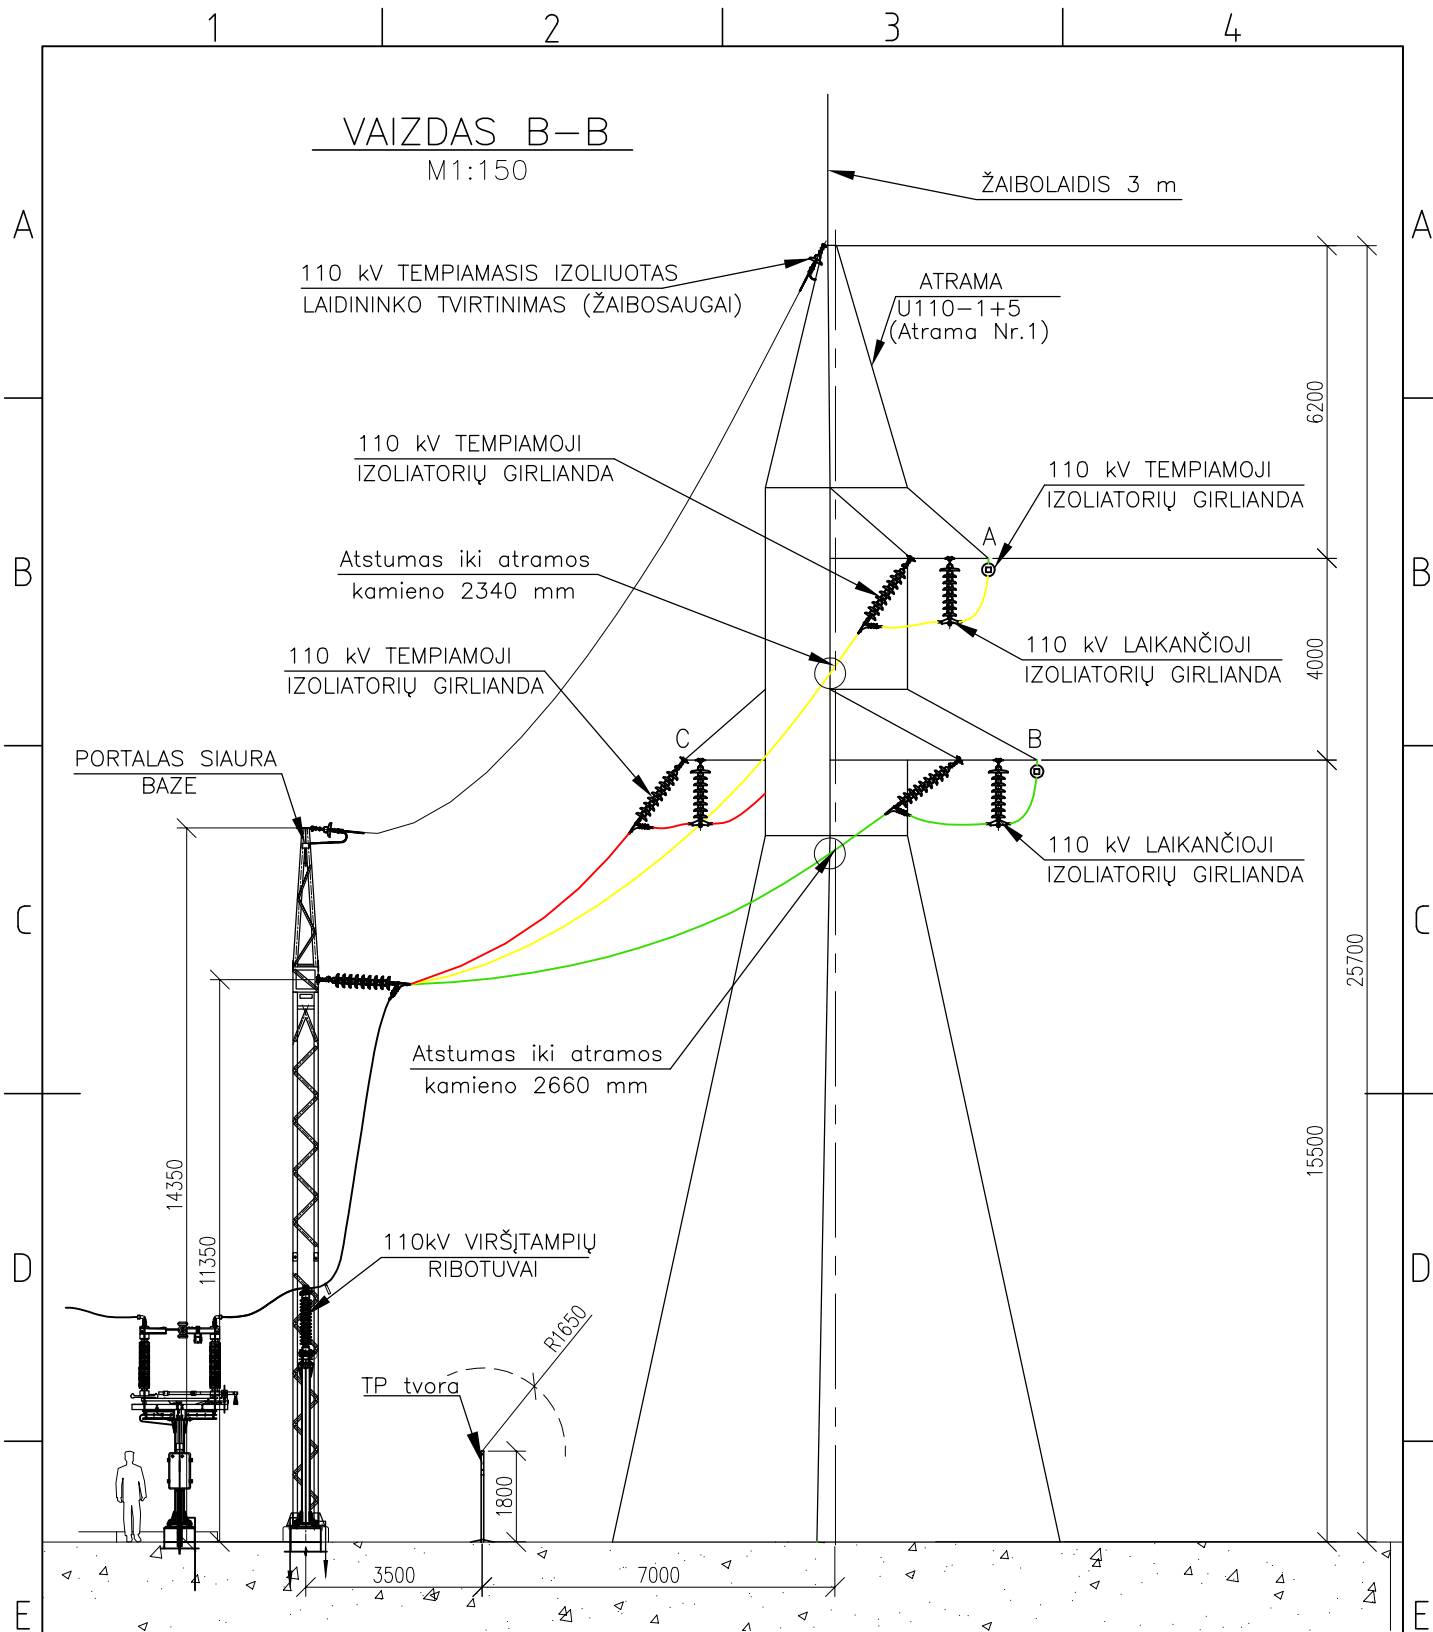 1
2
3
4
VAIZDAS B–B
M1:150
ŽAIBOLAIDIS 3 m
A
A
110 kV TEMPIAMASIS IZOLIUOTAS
LAIDININKO TVIRTINIMAS (ŽAIBOSAUGAI)
ATRAMA
U110–1+5
(Atrama Nr.1)
6200
110 kV TEMPIAMOJI
IZOLIATORIŲ GIRLIANDA
110 kV TEMPIAMOJI
IZOLIATORIŲ GIRLIANDA
A
B
B
Atstumas iki atramos
kamieno 2340 mm
110 kV TEMPIAMOJI
IZOLIATORIŲ GIRLIANDA
110 kV LAIKANČIOJI
IZOLIATORIŲ GIRLIANDA
4000
C
B
PORTALAS SIAURA
BAZE
110 kV LAIKANČIOJI
IZOLIATORIŲ GIRLIANDA
C
C
25700
Atstumas iki atramos
kamieno 2660 mm
14350
11350
15500
110kV VIRŠĮTAMPIŲ
RIBOTUVAI
D
D
R1650
TP tvora
1800
3500
7000
E
E